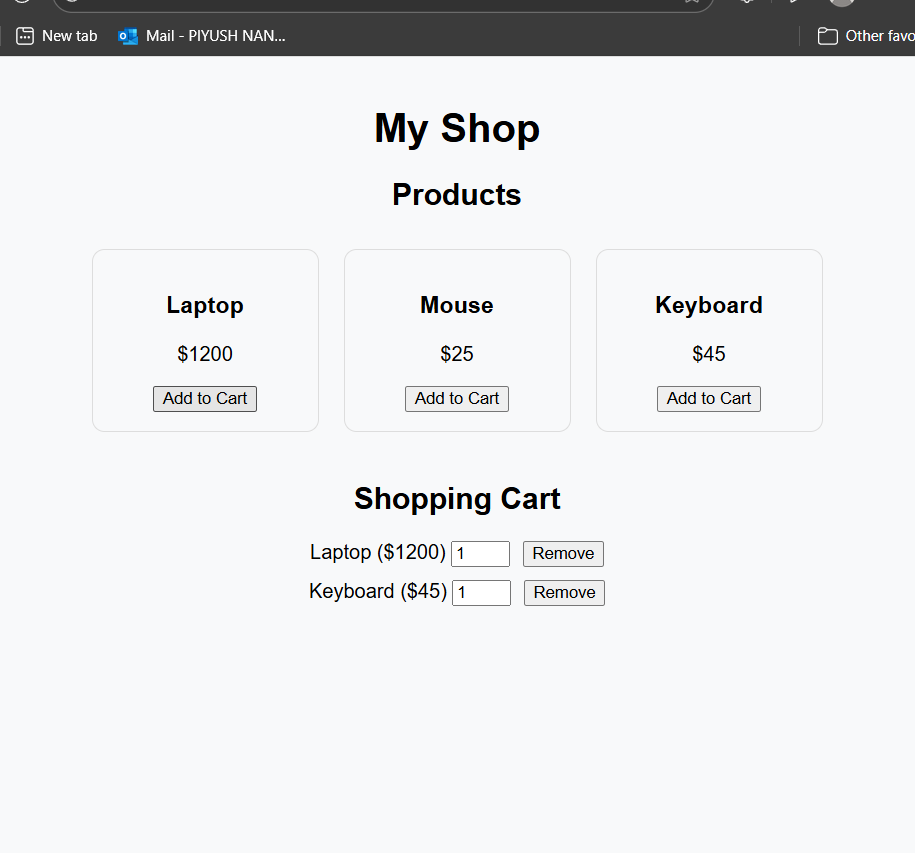 New tab Mail - PIYUSH NAN... Other favo
My Shop
Products
Laptop Mouse Keyboard
$1200 $25 $45
Add to Cart Add to Cart Add to Cart
Shopping Cart
Laptop ($1200) 1 Remove
Keyboard ($45) 1 Remove